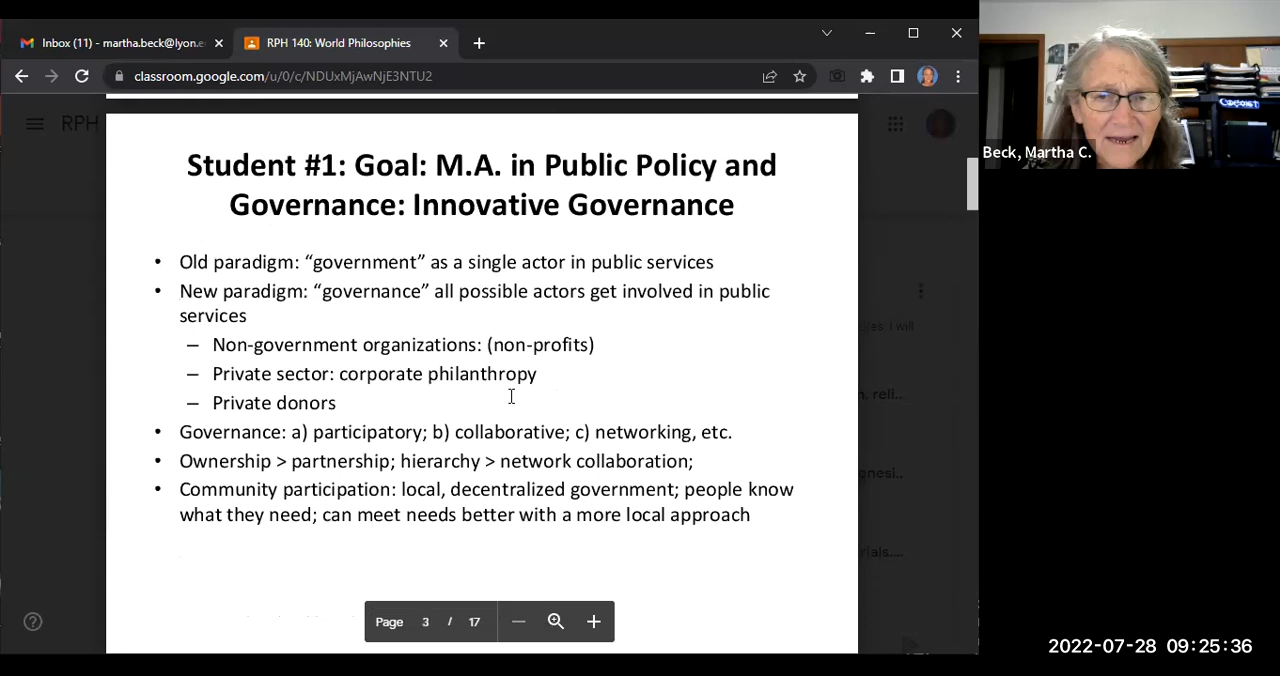 Inbox (11) - martha.beck@lyon.e
RPH 140: World Philosophies
classroom.google.com/u/0/c/NDUxMjAwNjE3NTU2
RPH
Student #1: Goal: M.A. in Public Policy and
Governance: Innovative Governance
• Old paradigm: “government” as a single actor in public services
• New paradigm: “governance” all possible actors get involved in public
services
– Non-government organizations: (non-profits)
– Private sector: corporate philanthropy
– Private donors
• Governance: a) participatory; b) collaborative; c) networking, etc.
• Ownership > partnership; hierarchy > network collaboration;
• Community participation: local, decentralized government; people know
what they need; can meet needs better with a more local approach
Page 3 / 17
Beck, Martha C.
2022-07-28 09:25:36